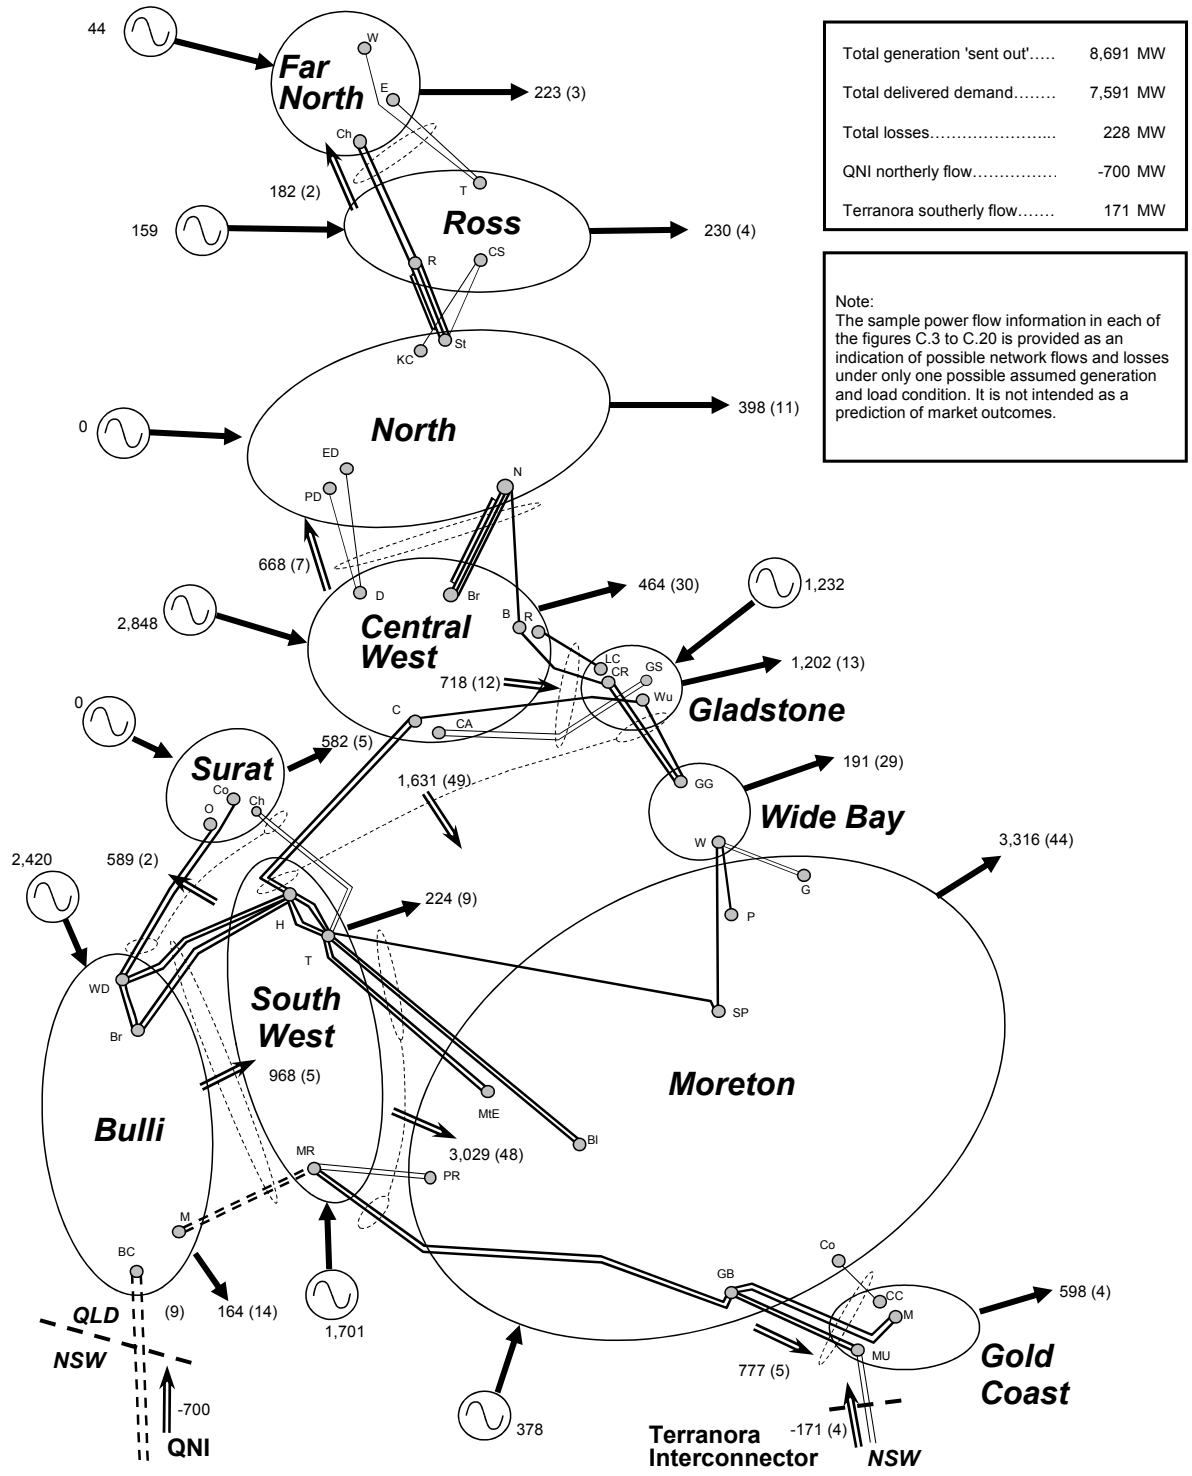 44
W
Far
North
E
223 (3)
Ch
182 (2)
T
159
Ross
230 (4)
CS
R
KC
St
0
North
398 (11)
ED
PD
N
668 (7)
D
Br
464 (30)
1,232
2,848
Central
West
B
R
LC
CR
GS
1,202 (13)
718 (12)
Wu
Gladstone
0
C
CA
582 (5)
Surat
Co
Ch
O
1,631 (49)
GG
191 (29)
Wide Bay
2,420
589 (2)
W
G
3,316 (44)
224 (9)
H
P
T
WD
Br
South
West
SP
968 (5)
Moreton
MtE
Bulli
3,029 (48)
BI
MR
PR
M
BC
Co
QLD
(9)
164 (14)
1,701
GB
CC
M
598 (4)
NSW
MU
777 (5)
Gold
Coast
-700
QNI
378
-171 (4)
Terranora
Interconnector
NSW
Total generation 'sent out'..... 8,691 MW
Total delivered demand........ 7,591 MW
Total losses........................ 228 MW
QNI northerly flow................ -700 MW
Terranora southerly flow....... 171 MW
Note:
The sample power flow information in each of
the figures C.3 to C.20 is provided as an
indication of possible network flows and losses
under only one possible assumed generation
and load condition. It is not intended as a
prediction of market outcomes.